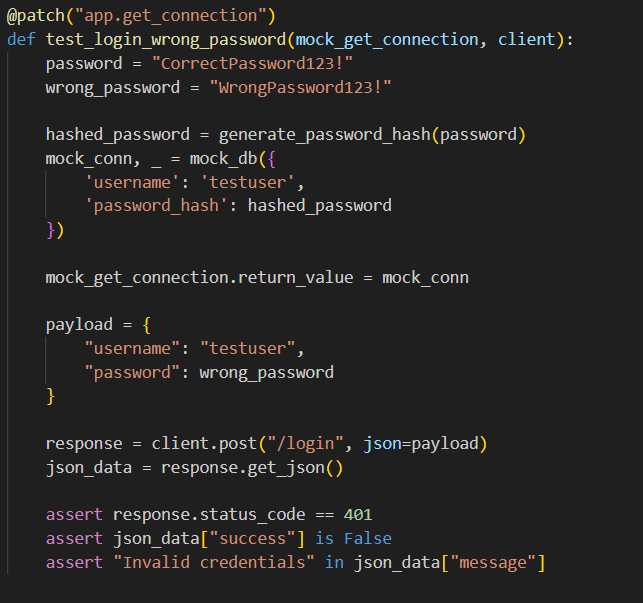 @patch("app.get_connection")
def test_login_wrong_password(mock_get_connection, client):
    password = "CorrectPassword123!"
    wrong_password = "WrongPassword123!"

    hashed_password = generate_password_hash(password)
    mock_conn, _ = mock_db({
        'username': 'testuser',
        'password_hash': hashed_password
    })

    mock_get_connection.return_value = mock_conn

    payload = {
        "username": "testuser",
        "password": wrong_password
    }

    response = client.post("/login", json=payload)
    json_data = response.get_json()

    assert response.status_code == 401
    assert json_data["success"] is False
    assert "Invalid credentials" in json_data["message"]